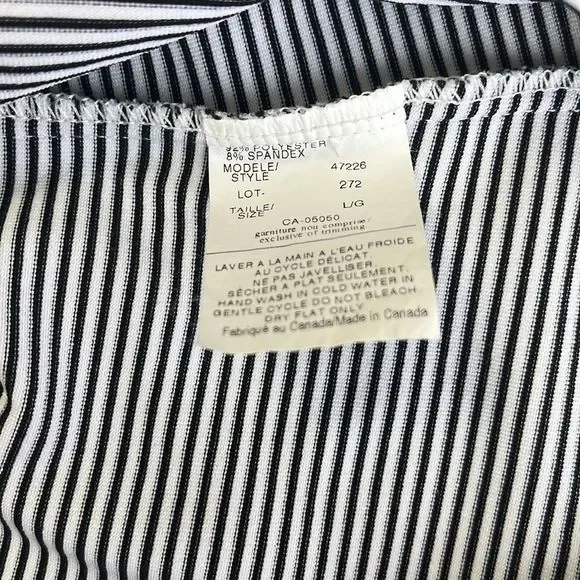 92% POLYESTER
8% SPANDEX
MODELE/ 47226
STYLE
LOT- 272
TAILLE/ L/G
SIZE
CA-05050
garniture nou comprise/
exclusive of trimming
LAVER A LA MAIN A L'EAU FROIDE
AU CYCLE DÉLICAT.
NE PAS JAVELLISER.
SÉCHER A PLAT SEULEMENT.
HAND WASH IN COLD WATER IN
GENTLE CYCLE DO NOT BLEACH
DRY FLAT ONLY
Fabriqué au Canada/Made in Canada